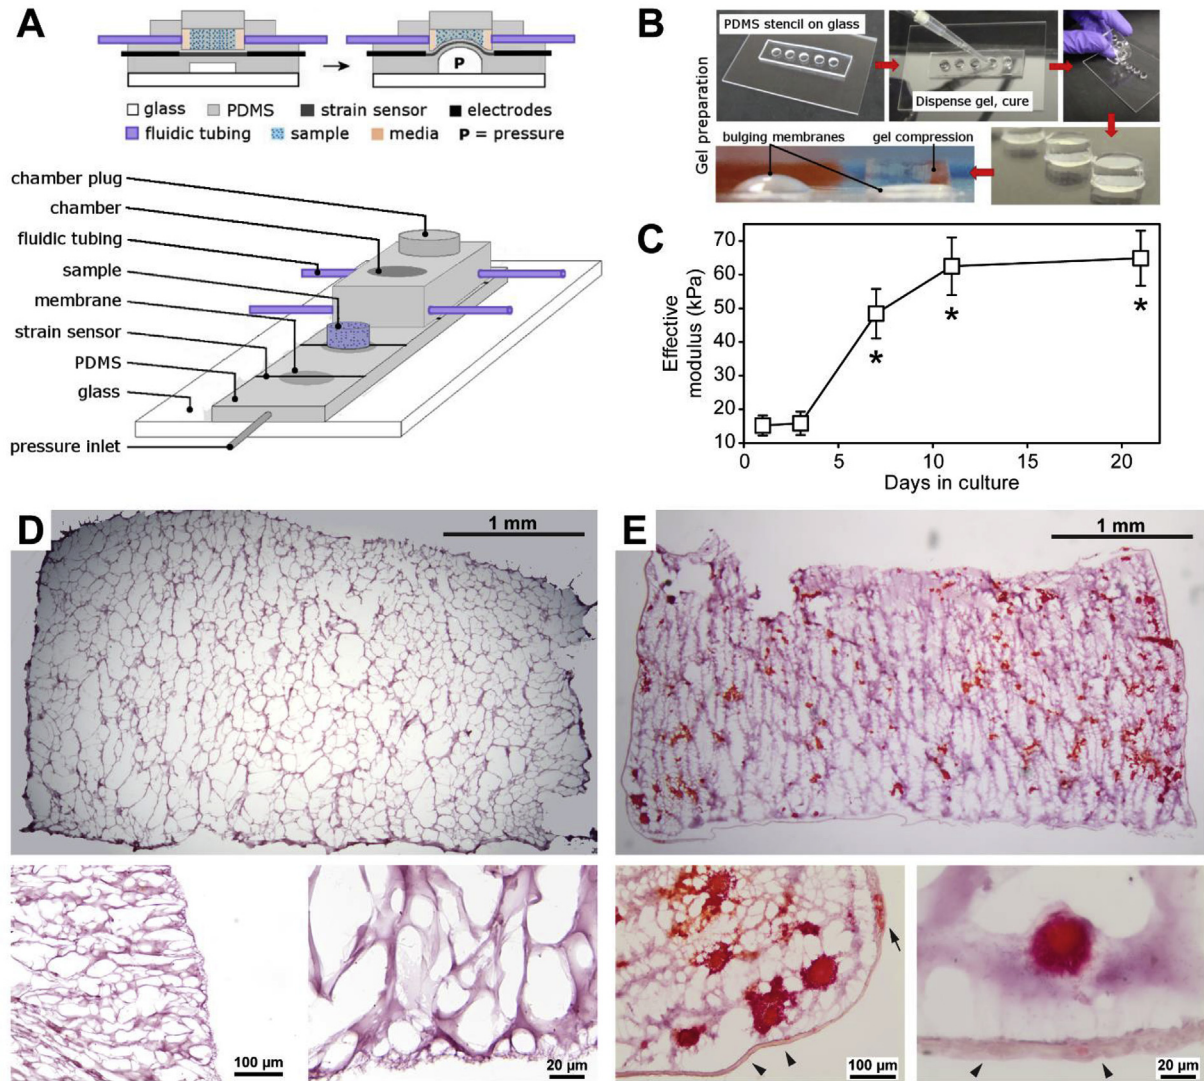 A
P
glass PDMS strain sensor electrodes
fluidic tubing sample media P = pressure
chamber plug
chamber
fluidic tubing
sample
membrane
strain sensor
PDMS
glass
pressure inlet
B
Gel preparation
PDMS stencil on glass
Dispense gel, cure
bulging membranes gel compression
C
Effective
modulus (kPa)
70
60
50
40
30
20
10
* * *
0 5 10 15 20
Days in culture
D
1 mm
100 µm
20 µm
E
1 mm
100 µm
20 µm